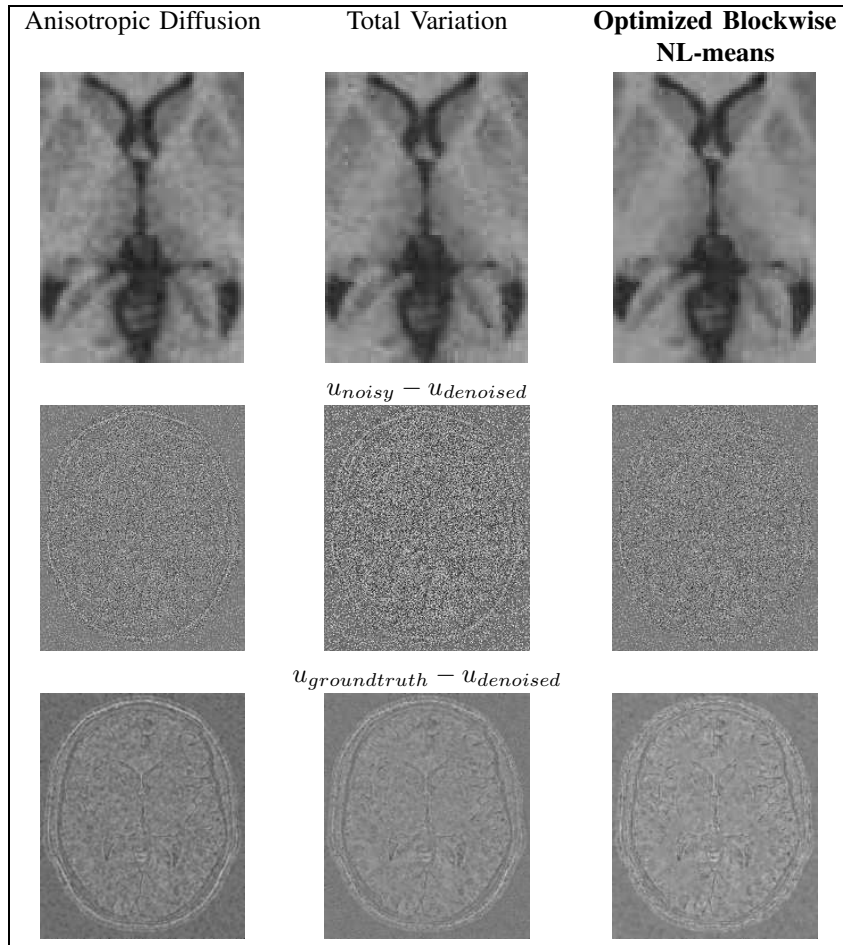 Anisotropic Diffusion Total Variation Optimized Blockwise
NL-means
u_{noisy} − u_{denoised}
u_{groundtruth} − u_{denoised}